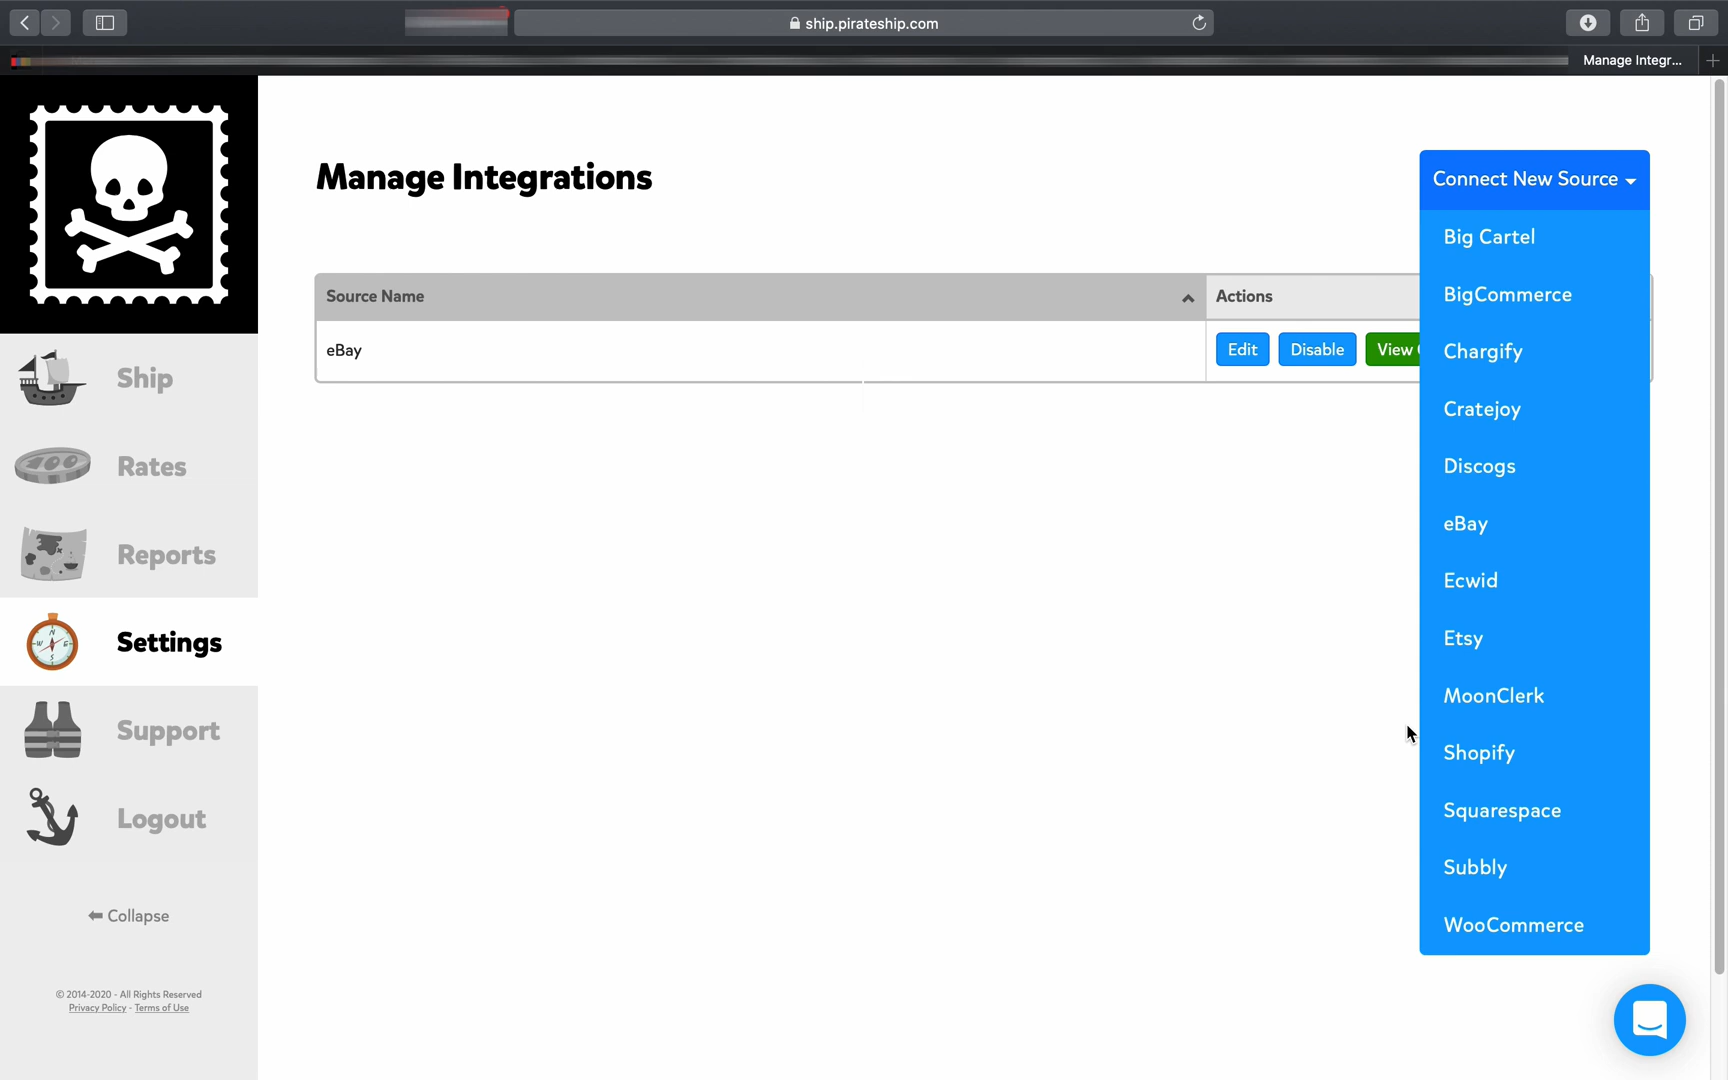 ship.pirateship.com
Manage Integr...
Manage Integrations
Connect New Source
Big Cartel
BigCommerce
Chargify
Cratejoy
Discogs
eBay
Ecwid
Etsy
MoonClerk
Shopify
Squarespace
Subbly
WooCommerce
Source Name
Actions
eBay
Edit
Disable
View
Ship
Rates
Reports
Settings
Support
Logout
Collapse
© 2014-2020 - All Rights Reserved
Privacy Policy - Terms of Use